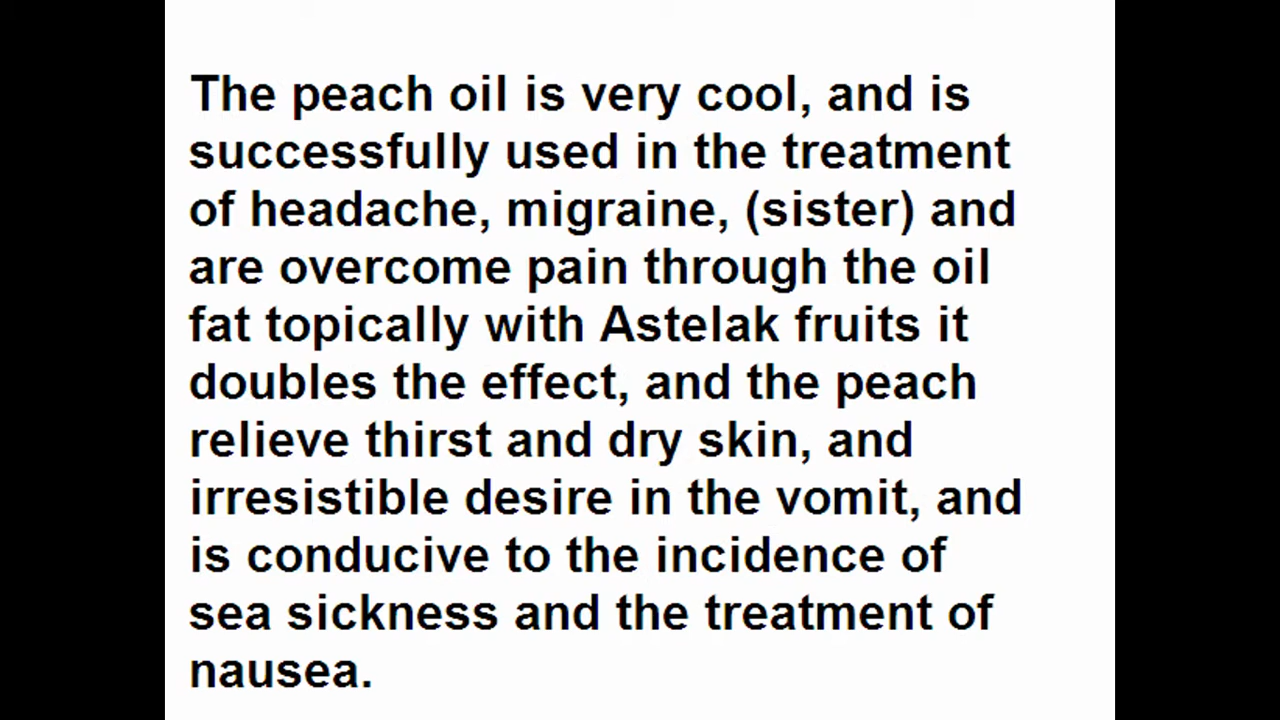 The peach oil is very cool, and is
successfully used in the treatment
of headache, migraine, (sister) and
are overcome pain through the oil
fat topically with Astelak fruits it
doubles the effect, and the peach
relieve thirst and dry skin, and
irresistible desire in the vomit, and
is conducive to the incidence of
sea sickness and the treatment of
nausea.